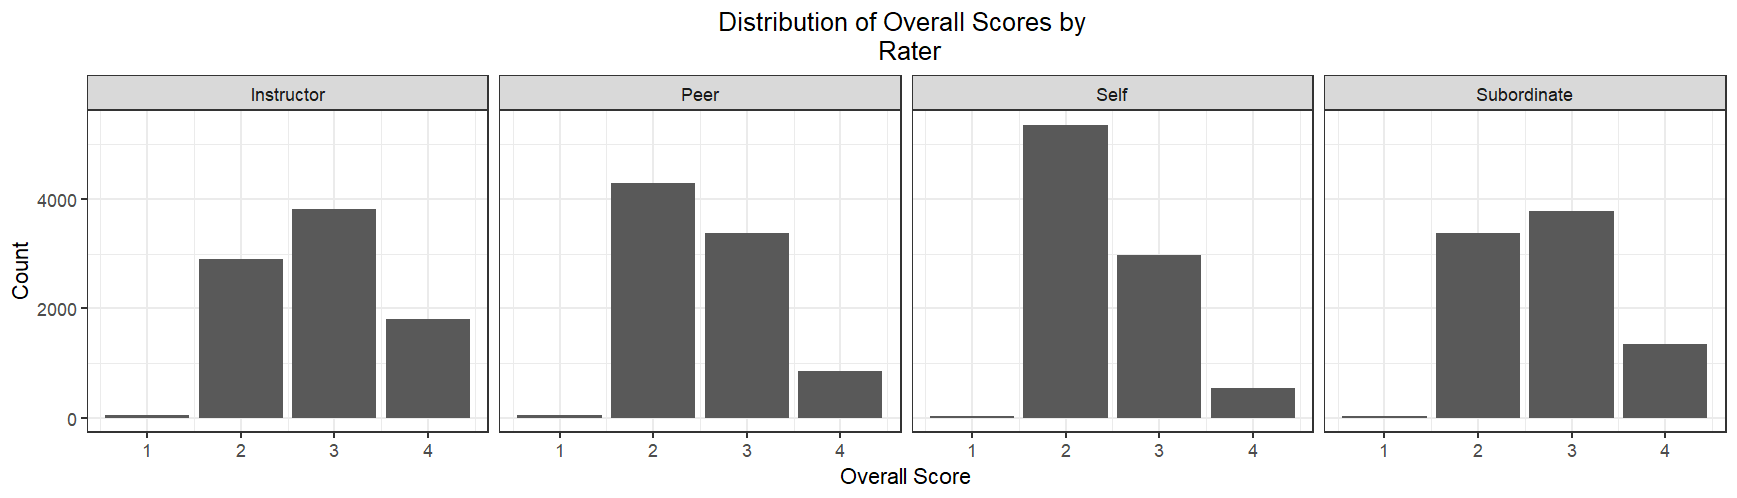 Distribution of Overall Scores by
Rater
Instructor
Peer
Self
Subordinate
Count
4000
2000
0
1 2 3 4
1 2 3 4
1 2 3 4
1 2 3 4
Overall Score